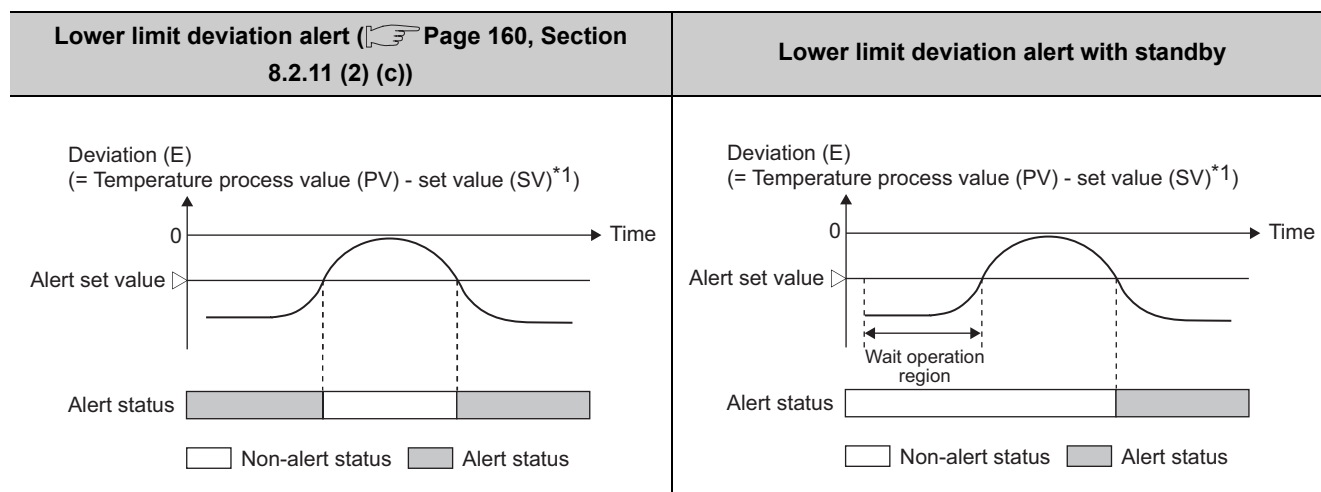 Lower limit deviation alert (Page 160, Section
8.2.11 (2) (c))
Lower limit deviation alert with standby
Deviation (E)
(= Temperature process value (PV) - set value (SV)*1)
0
Time
Alert set value
Alert status
Non-alert status
Alert status
Deviation (E)
(= Temperature process value (PV) - set value (SV)*1)
0
Time
Alert set value
Wait operation
region
Alert status
Non-alert status
Alert status